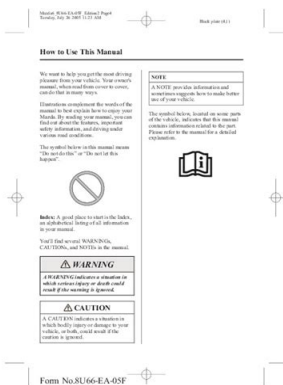 Mazda6_8U66-EA-05F_Edition2 Page6
Tuesday, July 26 2005 11:23 AM
Black plate (6,1)
How to Use This Manual
We want to help you get the most driving
pleasure from your vehicle. Your owner's
manual, when read from cover to cover,
can do that in many ways.
Illustrations complement the words of the
manual to best explain how to enjoy your
Mazda. By reading your manual, you can
find out about the features, important
safety information, and driving under
various road conditions.
The symbol below in this manual means
"Do not do this" or "Do not let this
happen".
Index: A good place to start is the Index,
an alphabetical listing of all information
in your manual.
You'll find several WARNINGs,
CAUTIONs, and NOTEs in the manual.
WARNING
A WARNING indicates a situation in
which serious injury or death could
result if the warning is ignored.
CAUTION
A CAUTION indicates a situation in
which bodily injury or damage to your
vehicle, or both, could result if the
caution is ignored.
NOTE
A NOTE provides information and
sometimes suggests how to make better
use of your vehicle.
The symbol below, located on some parts
of the vehicle, indicates that this manual
contains information related to the part.
Please refer to the manual for a detailed
explanation.
Form No.8U66-EA-05F